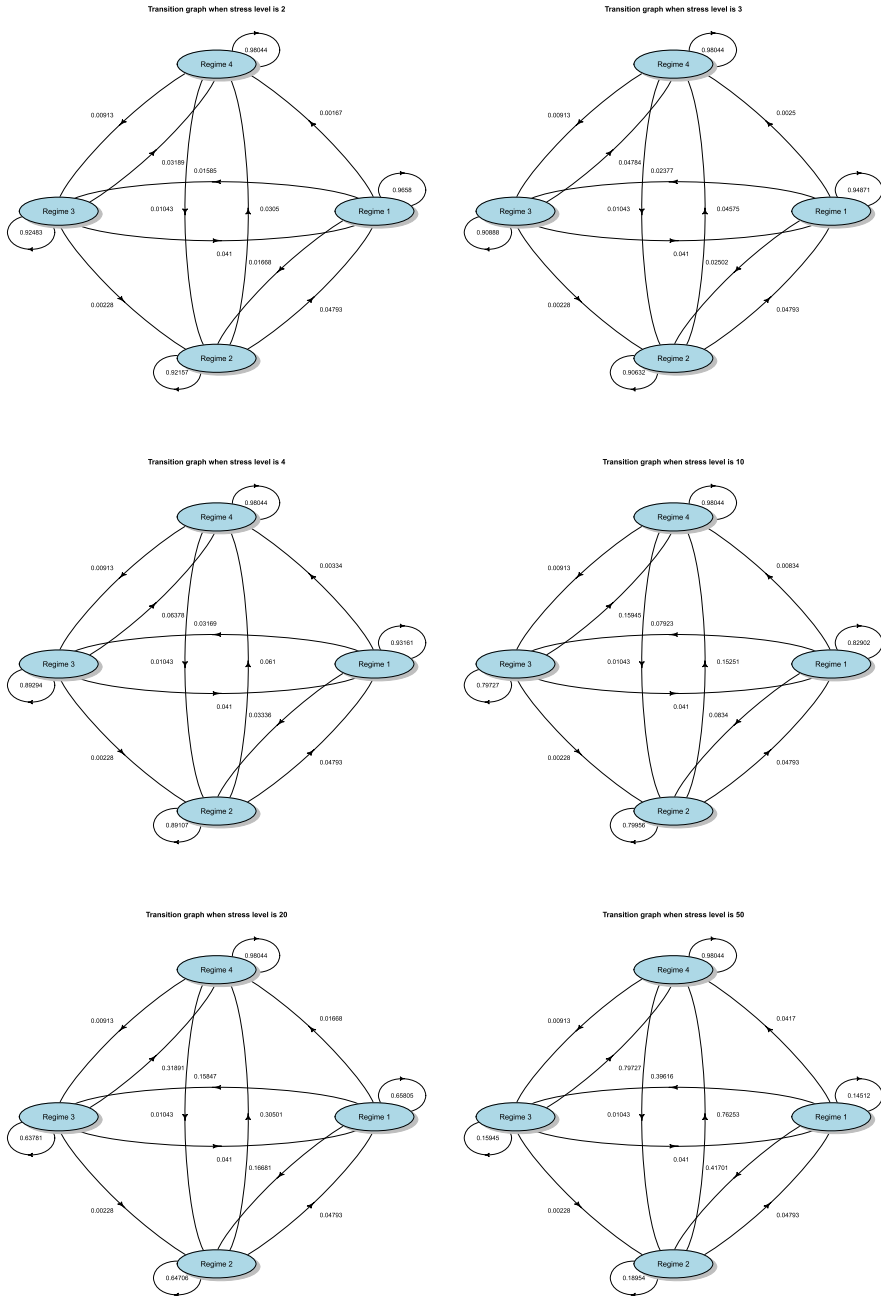 Transition graph when stress level is 2
0.98044
Regime 4
0.00913
0.00167
0.03189
0.01585
0.9658
Regime 3
0.01043
0.0305
Regime 1
0.92483
0.041
0.01668
0.00228
0.04793
Regime 2
0.92157
Transition graph when stress level is 3
0.98044
Regime 4
0.00913
0.0025
0.04784
0.02377
0.94871
Regime 3
0.01043
0.04575
Regime 1
0.90888
0.041
0.02502
0.00228
0.04793
Regime 2
0.90632
Transition graph when stress level is 4
0.98044
Regime 4
0.00913
0.00334
0.06378
0.03169
0.93161
Regime 3
0.01043
0.061
Regime 1
0.89294
0.041
0.03336
0.00228
0.04793
Regime 2
0.89107
Transition graph when stress level is 10
0.98044
Regime 4
0.00913
0.00834
0.15945
0.07923
0.82902
Regime 3
0.01043
0.15251
Regime 1
0.79727
0.041
0.0834
0.00228
0.04793
Regime 2
0.79956
Transition graph when stress level is 20
0.98044
Regime 4
0.00913
0.01668
0.31891
0.15847
0.65805
Regime 3
0.01043
0.30501
Regime 1
0.63781
0.041
0.16681
0.00228
0.04793
Regime 2
0.64706
Transition graph when stress level is 50
0.98044
Regime 4
0.00913
0.0417
0.79727
0.39616
0.14512
Regime 3
0.01043
0.76253
Regime 1
0.15945
0.041
0.41701
0.00228
0.04793
Regime 2
0.18954